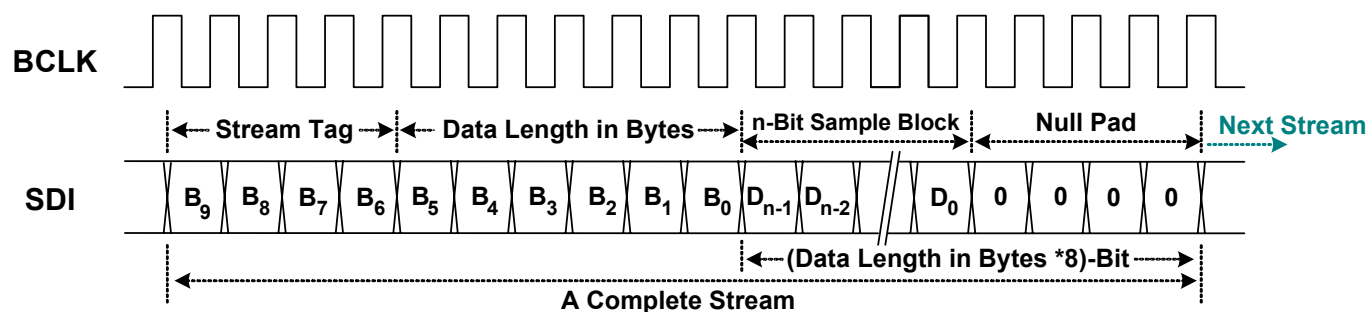 BCLK
Stream Tag Data Length in Bytes n-Bit Sample Block Null Pad Next Stream
SDI B9 B8 B7 B6 B5 B4 B3 B2 B1 B0 Dn-1 Dn-2 D0 0 0 0 0
(Data Length in Bytes *8)-Bit
A Complete Stream